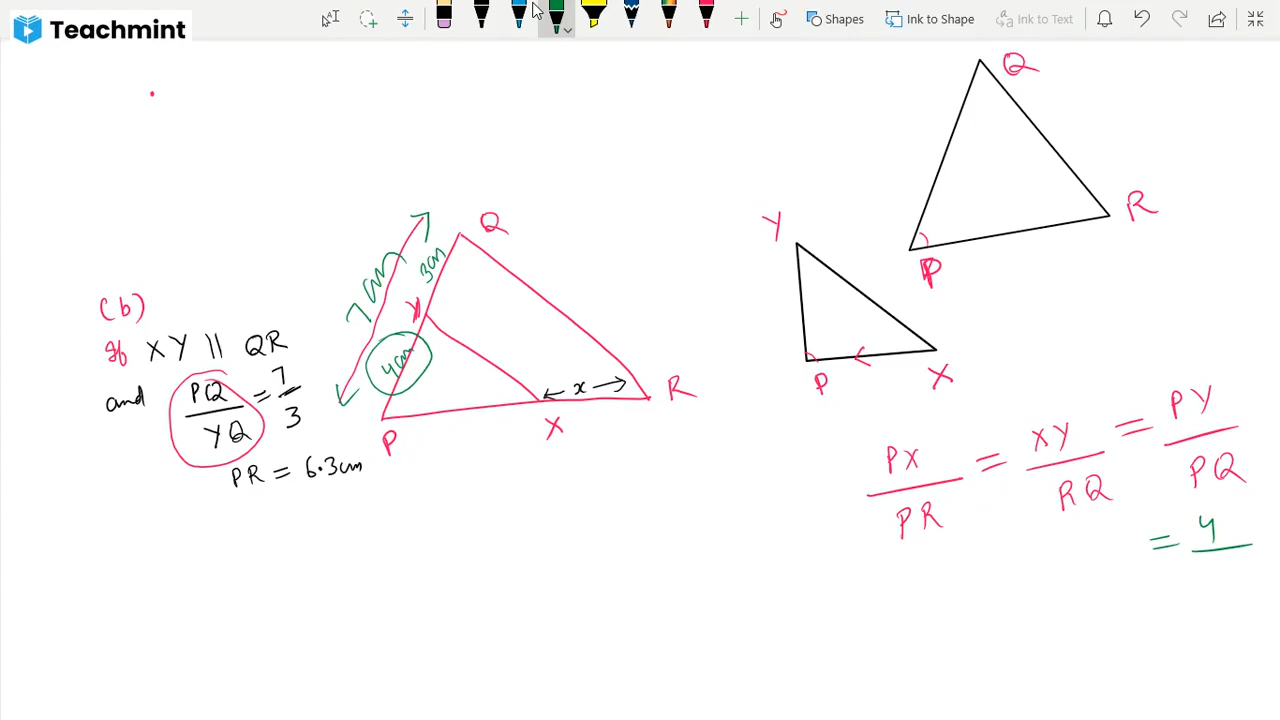 Teachmint
Shapes
Ink to Shape
Ink to Text
Q
R
P
Y
P
X
Q
3cm
7cm
Y
4cm
x
R
P
X
(b)
If XY || QR
and PQ/YQ = 7/3
PR = 6.3cm
PX/PR = XY/RQ = PY/PQ
= 4